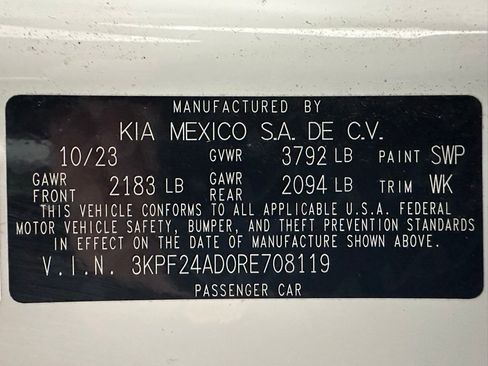 MANUFACTURED BY
KIA MEXICO S.A. DE C.V.
10/23 GVWR 3792 LB PAINT SWP
GAWR FRONT 2183 LB GAWR REAR 2094 LB TRIM WK
THIS VEHICLE CONFORMS TO ALL APPLICABLE U.S.A. FEDERAL
MOTOR VEHICLE SAFETY, BUMPER, AND THEFT PREVENTION STANDARDS
IN EFFECT ON THE DATE OF MANUFACTURE SHOWN ABOVE.
V.I.N. 3KPF24AD0RE708119
PASSENGER CAR